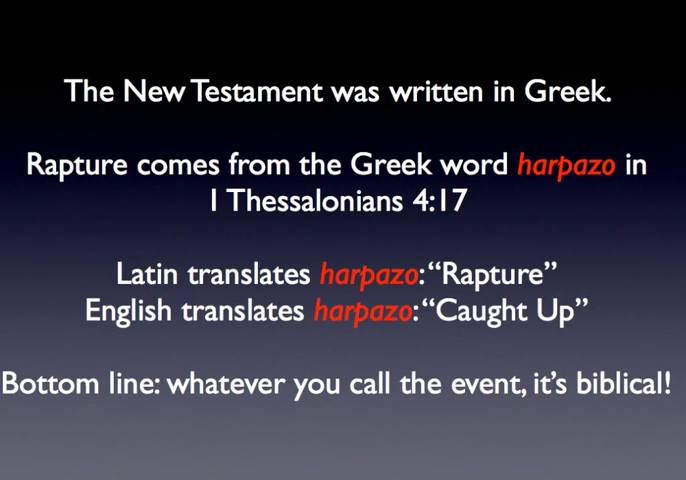 The New Testament was written in Greek.
Rapture comes from the Greek word harpazo in
1 Thessalonians 4:17
Latin translates harpazo: “Rapture”
English translates harpazo: “Caught Up”
Bottom line: whatever you call the event, it’s biblical!